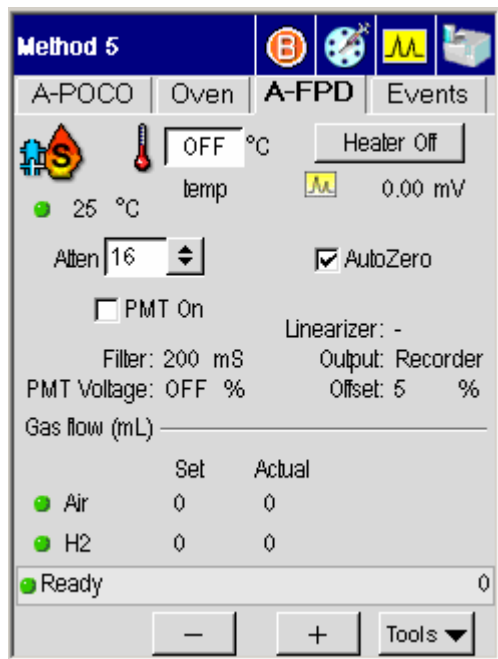 Method 5
B
A-POCO Oven A-FPD Events
S OFF °C Heater Off
temp 0.00 mV
25 °C
Atten 16 AutoZero
PMT On
Linearizer: -
Filter: 200 mS Output: Recorder
PMT Voltage: OFF % Offset: 5 %
Gas flow (mL)
Set Actual
Air 0 0
H2 0 0
Ready 0
− + Tools